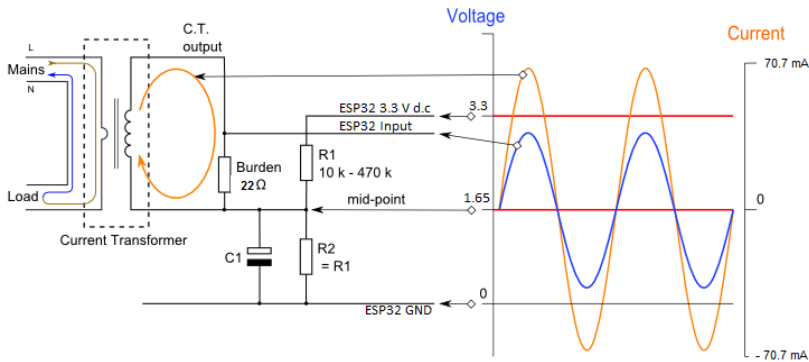 Voltage
Current
C.T.
output
L
Mains
N
Load
Current Transformer
Burden
22Ω
C1
R1
10 k - 470 k
R2
= R1
ESP32 3.3 V d.c
ESP32 Input
mid-point
ESP32 GND
3.3
1.65
0
70.7 mA
0
- 70.7 mA